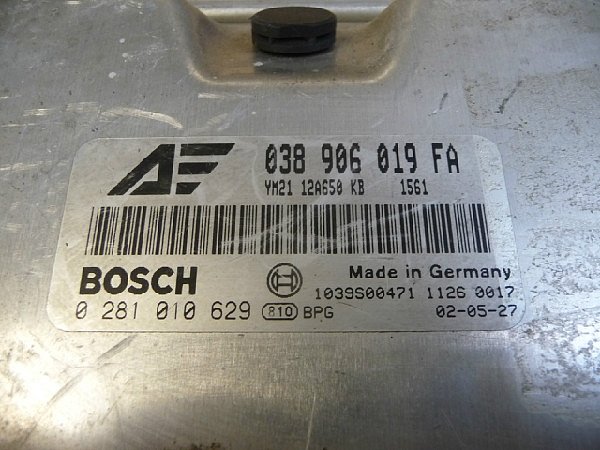 AF 038 906 019 FA
YM21 12A650 KB 1561
BOSCH Made in Germany
1039S00471 1126 0017
0 281 010 629 810 BPG 02-05-27